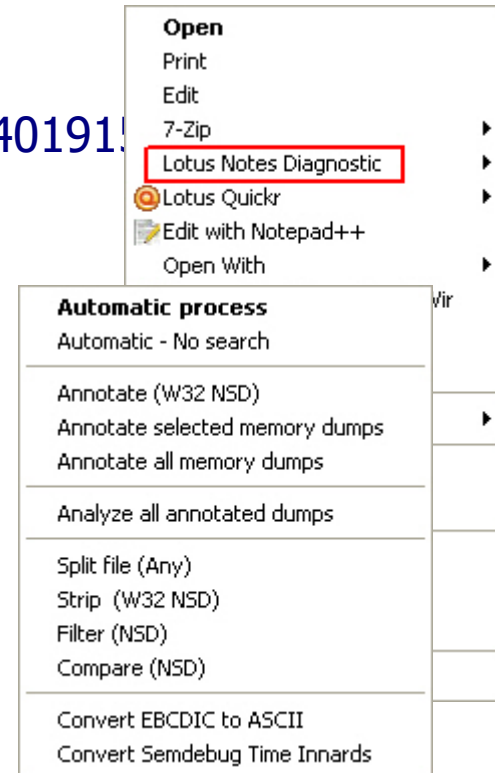 Open
Print
Edit
401915
7-Zip
Lotus Notes Diagnostic
Lotus Quickr
Edit with Notepad++
Open With
Automatic process
Automatic - No search
Annotate (W32 NSD)
Annotate selected memory dumps
Annotate all memory dumps
Analyze all annotated dumps
Split file (Any)
Strip (W32 NSD)
Filter (NSD)
Compare (NSD)
Convert EBCDIC to ASCII
Convert Semdebug Time Innards